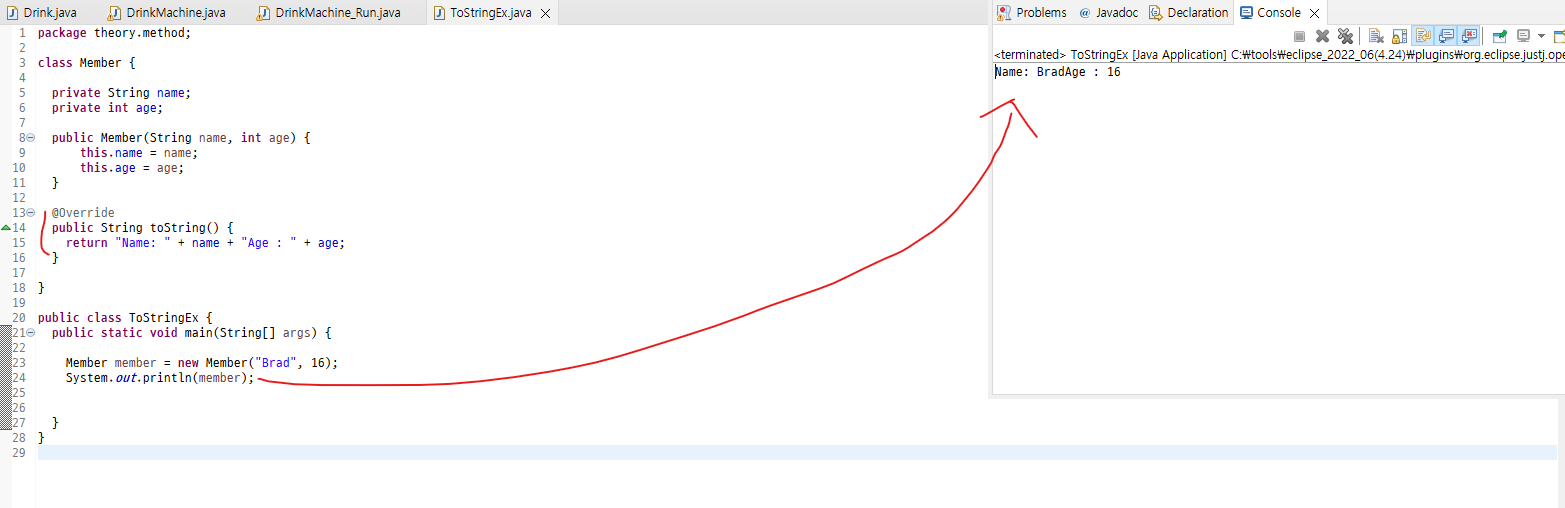 Drink.java DrinkMachine.java DrinkMachine_Run.java ToStringEx.java
1 package theory.method;
2
3 class Member {
4
5 private String name;
6 private int age;
7
8 public Member(String name, int age) {
9 this.name = name;
10 this.age = age;
11 }
12
13 @Override
14 public String toString() {
15 return "Name: " + name + "Age : " + age;
16 }
17
18 }
19
20 public class ToStringEx {
21 public static void main(String[] args) {
22
23 Member member = new Member("Brad", 16);
24 System.out.println(member);
25
26
27 }
28 }
29
Problems @ Javadoc Declaration Console
<terminated> ToStringEx [Java Application] C:₩tools₩eclipse_2022_06(4.24)₩plugins₩org.eclipse.justj.ope
Name: BradAge : 16